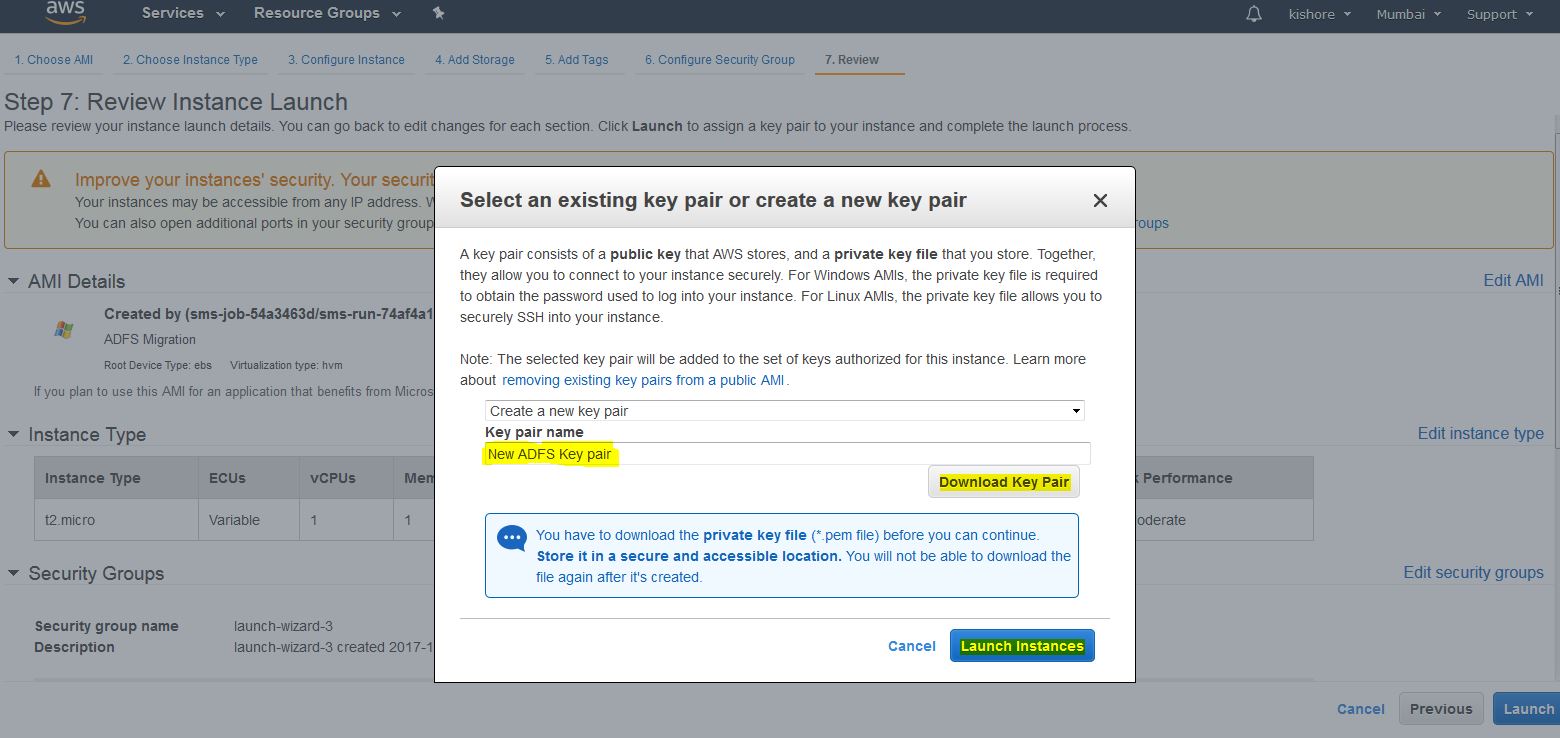 aws
Services
Resource Groups
kishore
Mumbai
Support
1. Choose AMI
2. Choose Instance Type
3. Configure Instance
4. Add Storage
5. Add Tags
6. Configure Security Group
7. Review
Step 7: Review Instance Launch
Please review your instance launch details. You can go back to edit changes for each section. Click Launch to assign a key pair to your instance and complete the launch process.
Improve your instances' security. Your securit
Your instances may be accessible from any IP address. W
You can also open additional ports in your security group
roups
AMI Details
Edit AMI
Created by (sms-job-54a3463d/sms-run-74af4a1
ADFS Migration
Root Device Type: ebs Virtualization type: hvm
If you plan to use this AMI for an application that benefits from Micros
Instance Type
Edit instance type
Instance Type ECUs vCPUs Mem Performance
t2.micro Variable 1 1 oderate
Security Groups
Edit security groups
Security group name launch-wizard-3
Description launch-wizard-3 created 2017-1
Select an existing key pair or create a new key pair
A key pair consists of a public key that AWS stores, and a private key file that you store. Together,
they allow you to connect to your instance securely. For Windows AMIs, the private key file is required
to obtain the password used to log into your instance. For Linux AMIs, the private key file allows you to
securely SSH into your instance.
Note: The selected key pair will be added to the set of keys authorized for this instance. Learn more
about removing existing key pairs from a public AMI.
Create a new key pair
Key pair name
New ADFS Key pair
Download Key Pair
You have to download the private key file (*.pem file) before you can continue.
Store it in a secure and accessible location. You will not be able to download the
file again after it's created.
Cancel
Launch Instances
Cancel
Previous
Launch